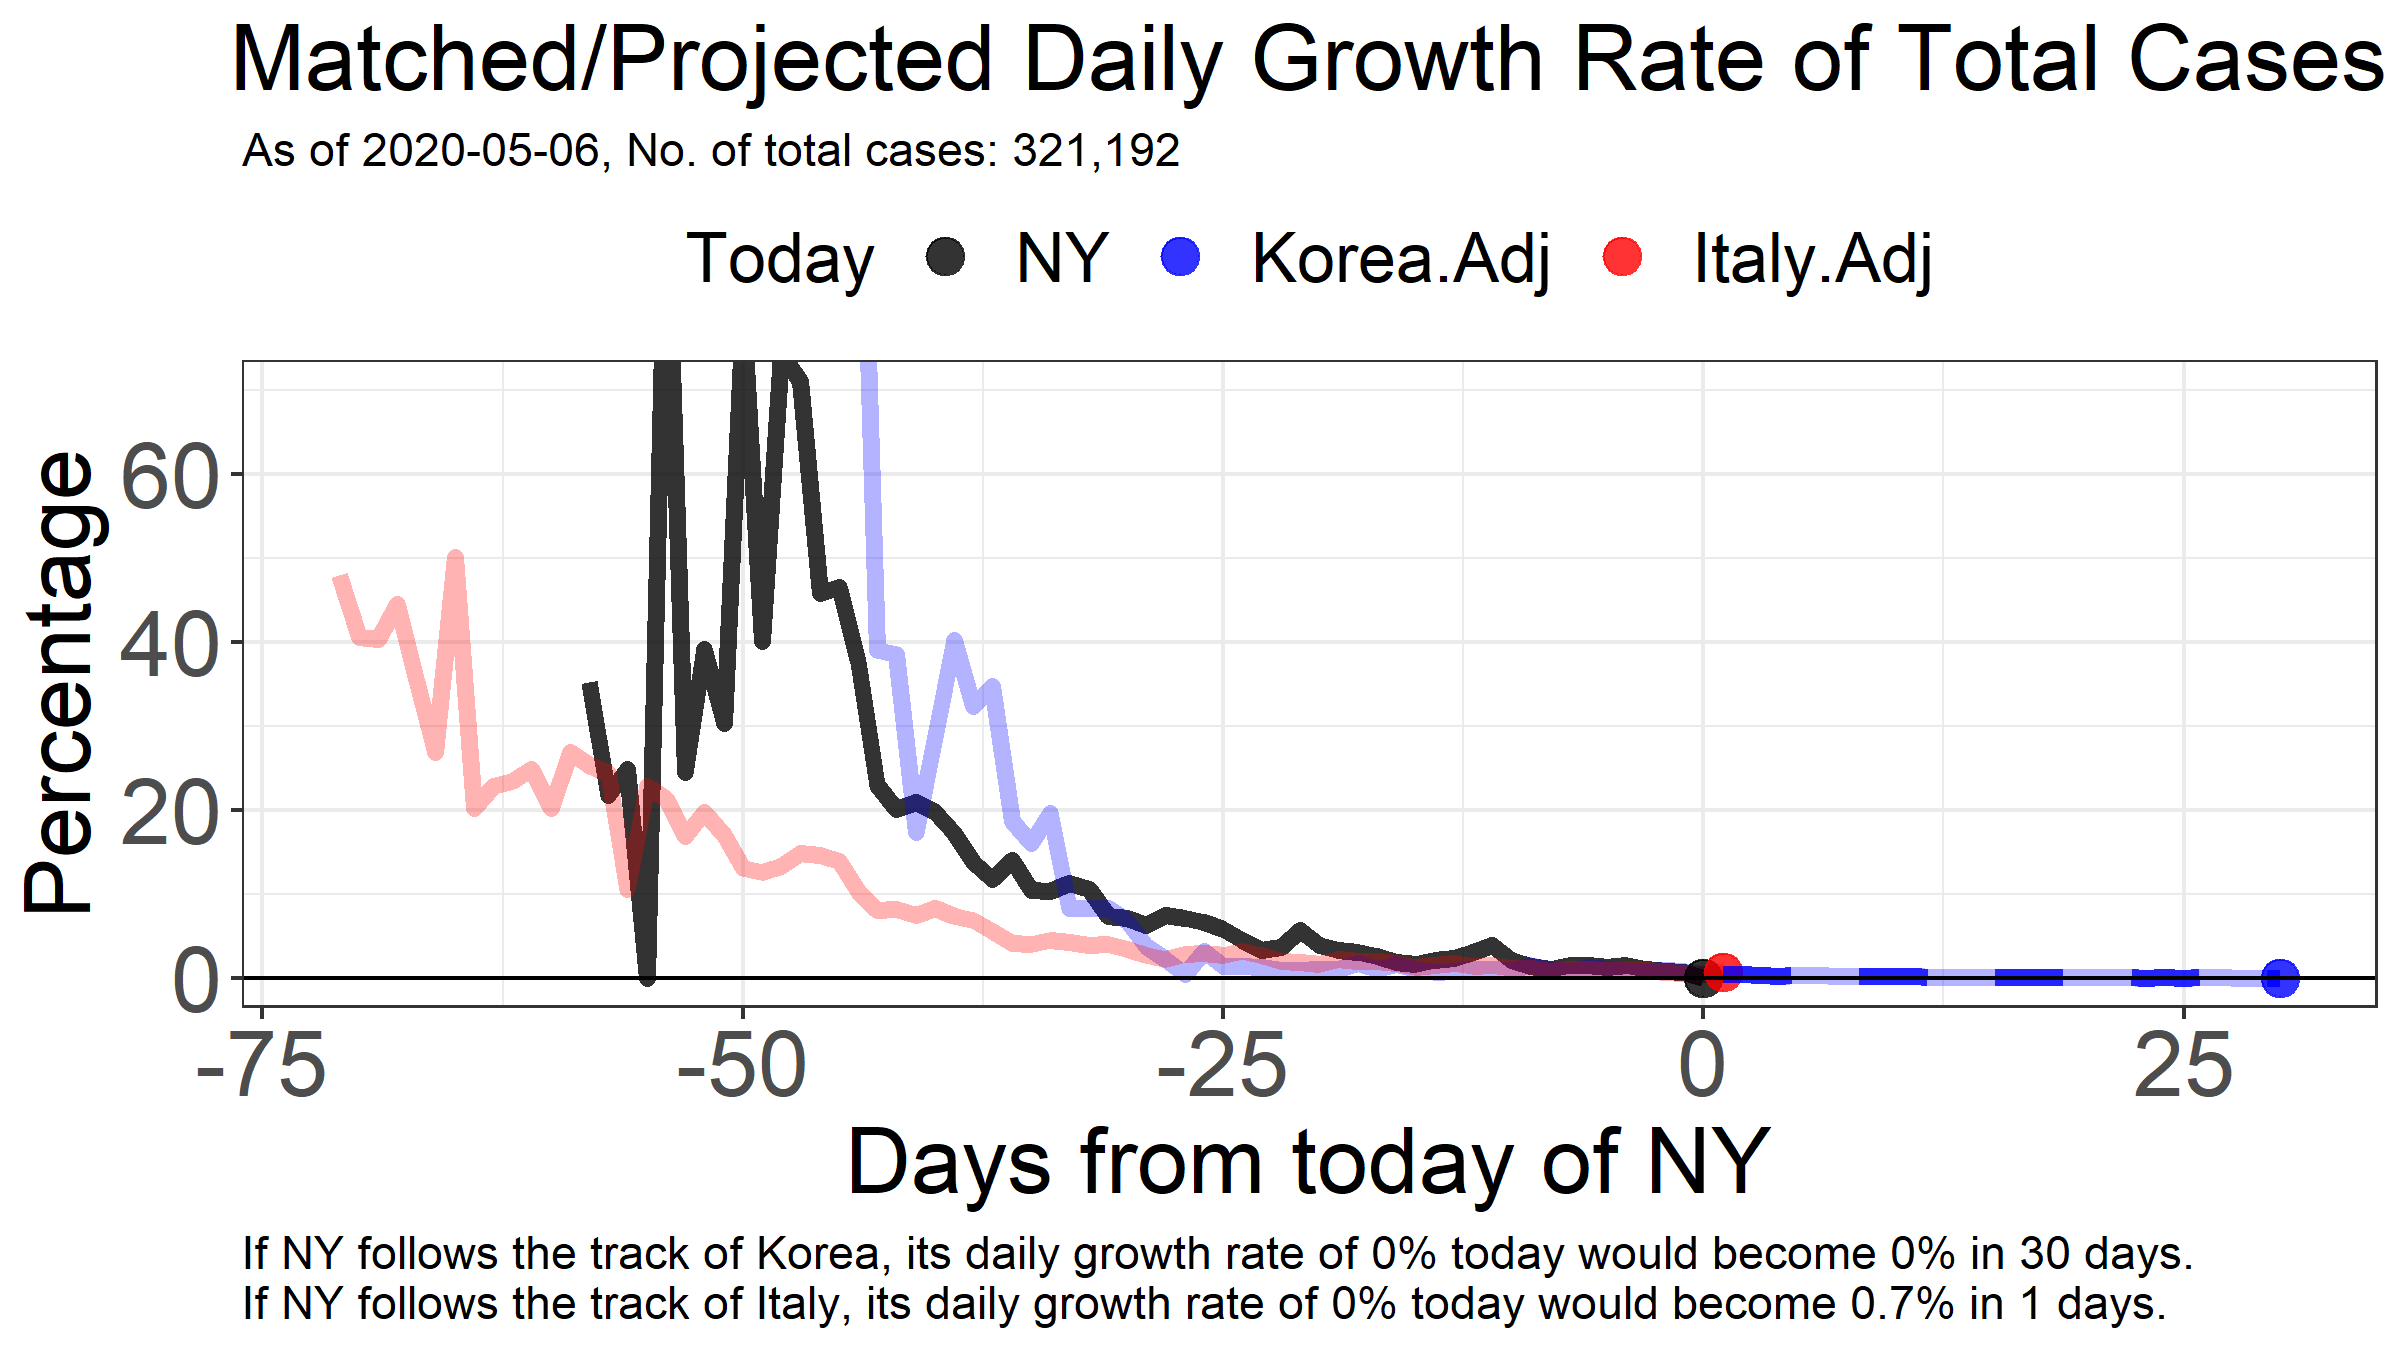 Matched/Projected Daily Growth Rate of Total Cases
As of 2020-05-06, No. of total cases: 321,192
Today NY Korea.Adj Italy.Adj
Percentage
60
40
20
0
-75 -50 -25 0 25
Days from today of NY
If NY follows the track of Korea, its daily growth rate of 0% today would become 0% in 30 days.
If NY follows the track of Italy, its daily growth rate of 0% today would become 0.7% in 1 days.